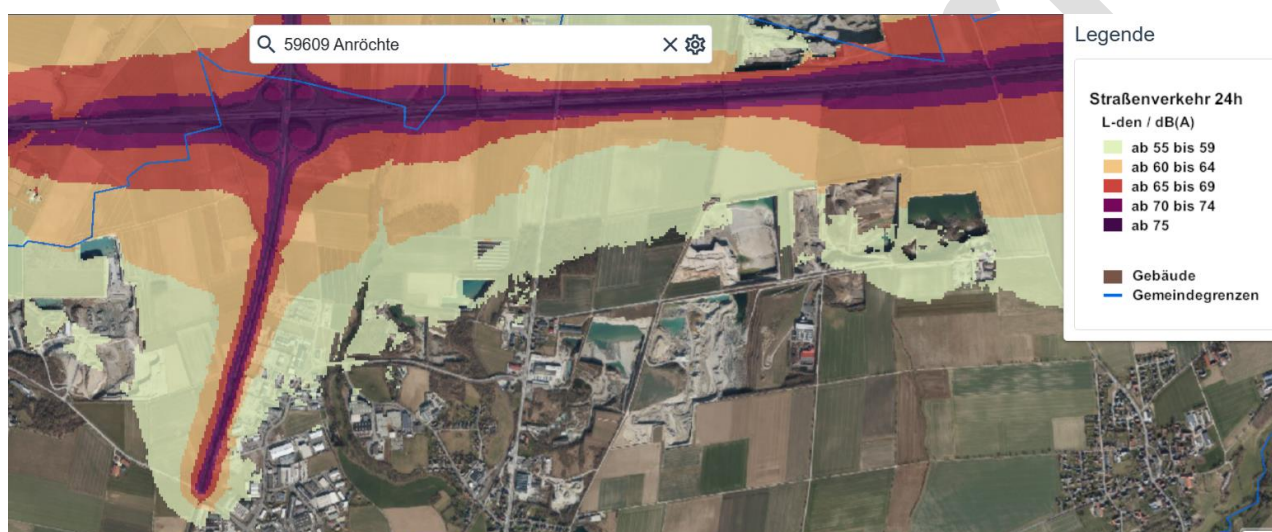 59609 Anröchte
Legende
Straßenverkehr 24h
L-den / dB(A)
ab 55 bis 59
ab 60 bis 64
ab 65 bis 69
ab 70 bis 74
ab 75
Gebäude
Gemeindegrenzen